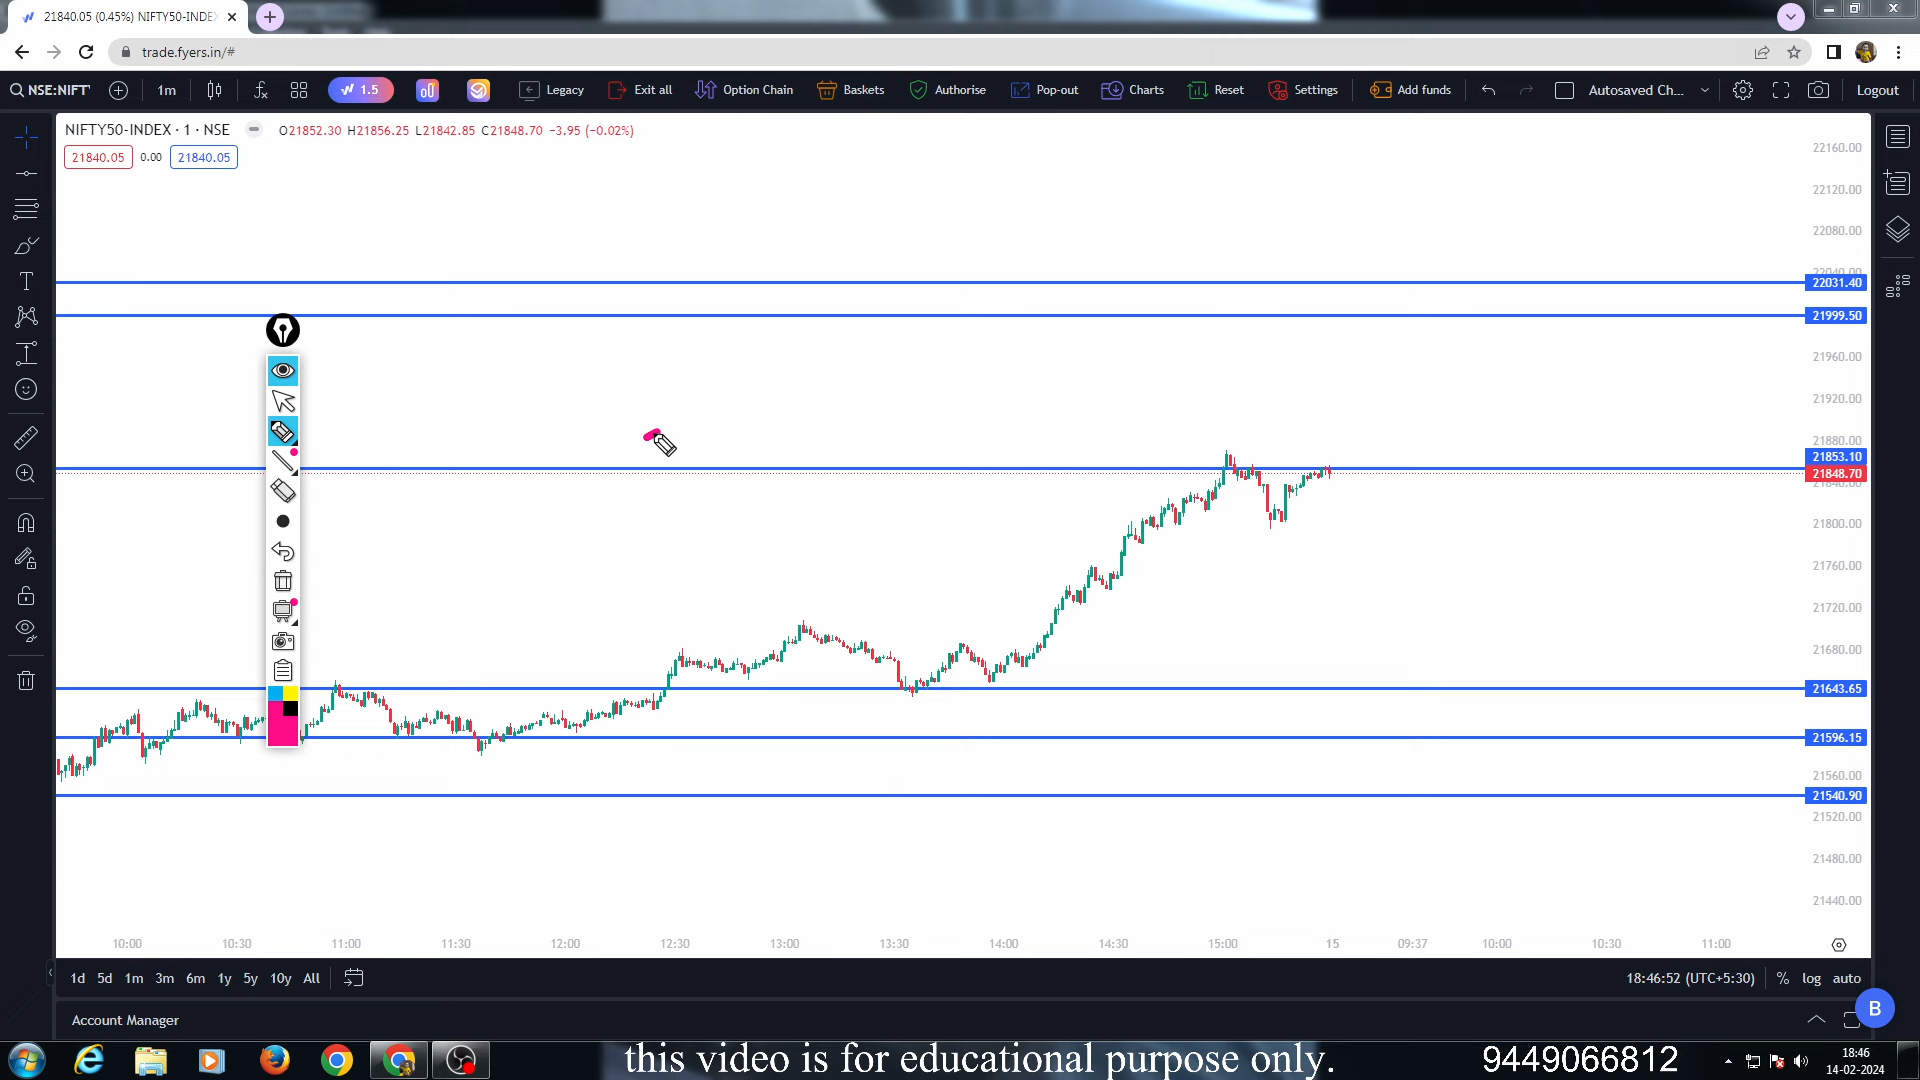 21840.05 (0.45%) NIFTY50-INDEX
trade.fyers.in/#
NSE:NIFT
1m
1.5
Legacy
Exit all
Option Chain
Baskets
Authorise
Pop-out
Charts
Reset
Settings
Add funds
Autosaved Ch...
Logout
NIFTY50-INDEX · 1 · NSE
O21852.30 H21856.25 L21842.85 C21848.70 −3.95 (−0.02%)
21840.05 0.00 21840.05
22160.00
22120.00
22080.00
22040.00
22031.40
21999.50
21960.00
21920.00
21880.00
21853.10
21848.70
21840.00
21800.00
21760.00
21720.00
21680.00
21643.65
21596.15
21560.00
21540.90
21520.00
21480.00
21440.00
10:00 10:30 11:00 11:30 12:00 12:30 13:00 13:30 14:00 14:30 15:00 15 09:37 10:00 10:30 11:00
1d 5d 1m 3m 6m 1y 5y 10y All
18:46:52 (UTC+5:30) % log auto
Account Manager
B
this video is for educational purpose only.
9449066812
18:46
14-02-2024